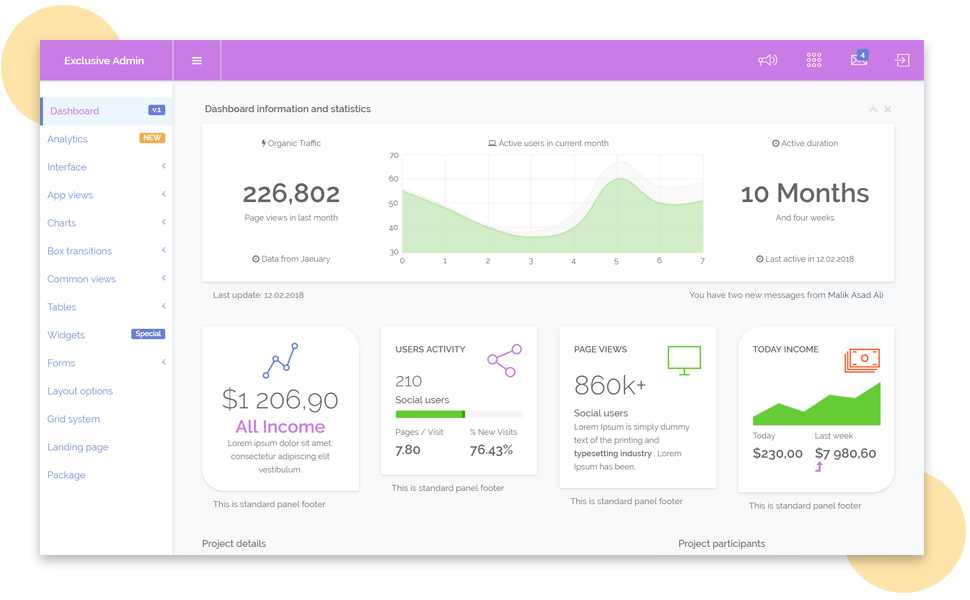 Exclusive Admin
4
Dashboard v.1
Analytics NEW
Interface
App views
Charts
Box transitions
Common views
Tables
Widgets Special
Forms
Layout options
Grid system
Landing page
Package
Dashboard information and statistics
Organic Traffic
226,802
Page views in last month
Data from January
Active users in current month
70
60
50
40
30
0 1 2 3 4 5 6 7
Active duration
10 Months
And four weeks
Last active in 12.02.2018
Last update: 12.02.2018
You have two new messages from Malik Asad Ali
$1 206,90
All Income
Lorem ipsum dolor sit amet,
consectetur adipiscing elit
vestibulum.
This is standard panel footer
USERS ACTIVITY
210
Social users
Pages / Visit % New Visits
7.80 76.43%
This is standard panel footer
PAGE VIEWS
860k+
Social users
Lorem Ipsum is simply dummy
text of the printing and
typesetting industry . Lorem
Ipsum has been
This is standard panel footer
TODAY INCOME
Today Last week
$230,00 $7 980,60
This is standard panel footer
Project details
Project participants